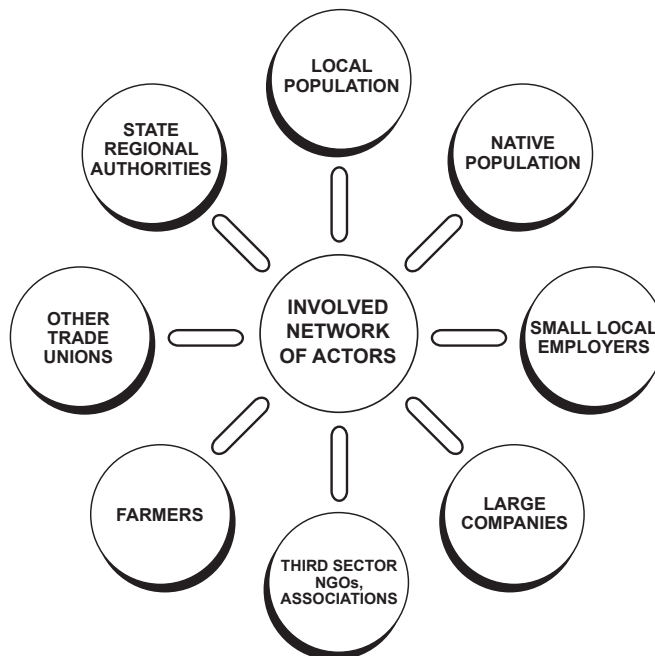 LOCAL
POPULATION
STATE
REGIONAL
AUTHORITIES
NATIVE
POPULATION
INVOLVED
NETWORK
OF ACTORS
OTHER
TRADE
UNIONS
SMALL LOCAL
EMPLOYERS
FARMERS
LARGE
COMPANIES
THIRD SECTOR
NGOs,
ASSOCIATIONS